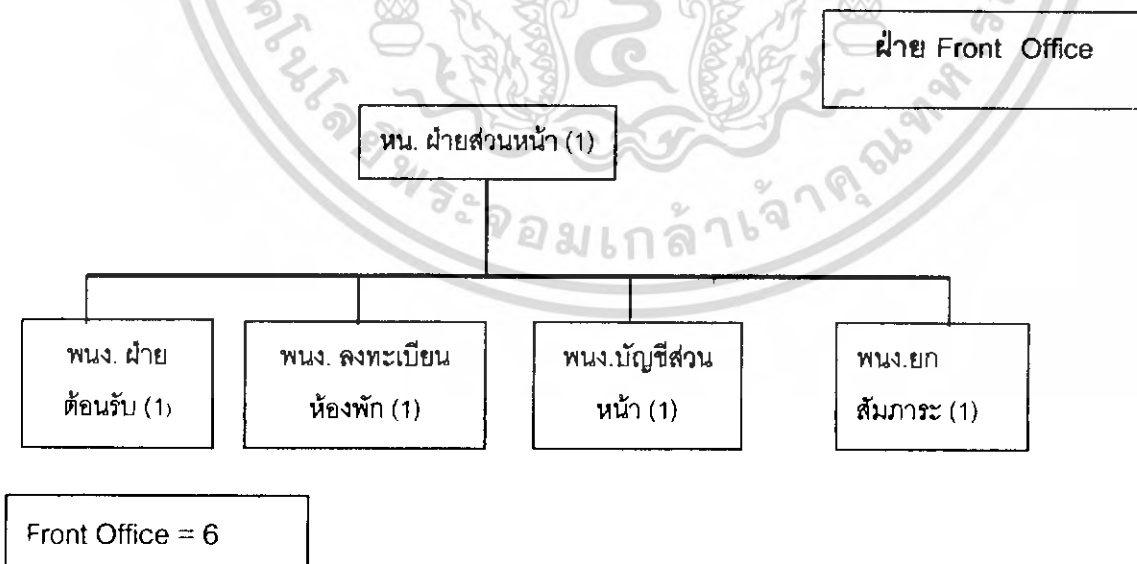 ฝ่าย Front Office
หน. ฝ่ายส่วนหน้า (1)
พนง. ฝ่าย
ต้อนรับ (1)
พนง. ลงทะเบียน
ห้องพัก (1)
พนง.บัญชีส่วน
หน้า (1)
พนง.ยก
สัมภาระ (1)
Front Office = 6